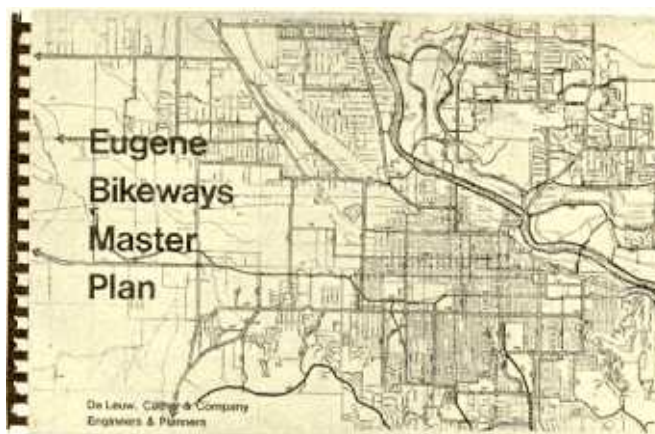 Eugene
Bikeways
Master
Plan
De Leuw, Cather & Company
Engineers & Planners